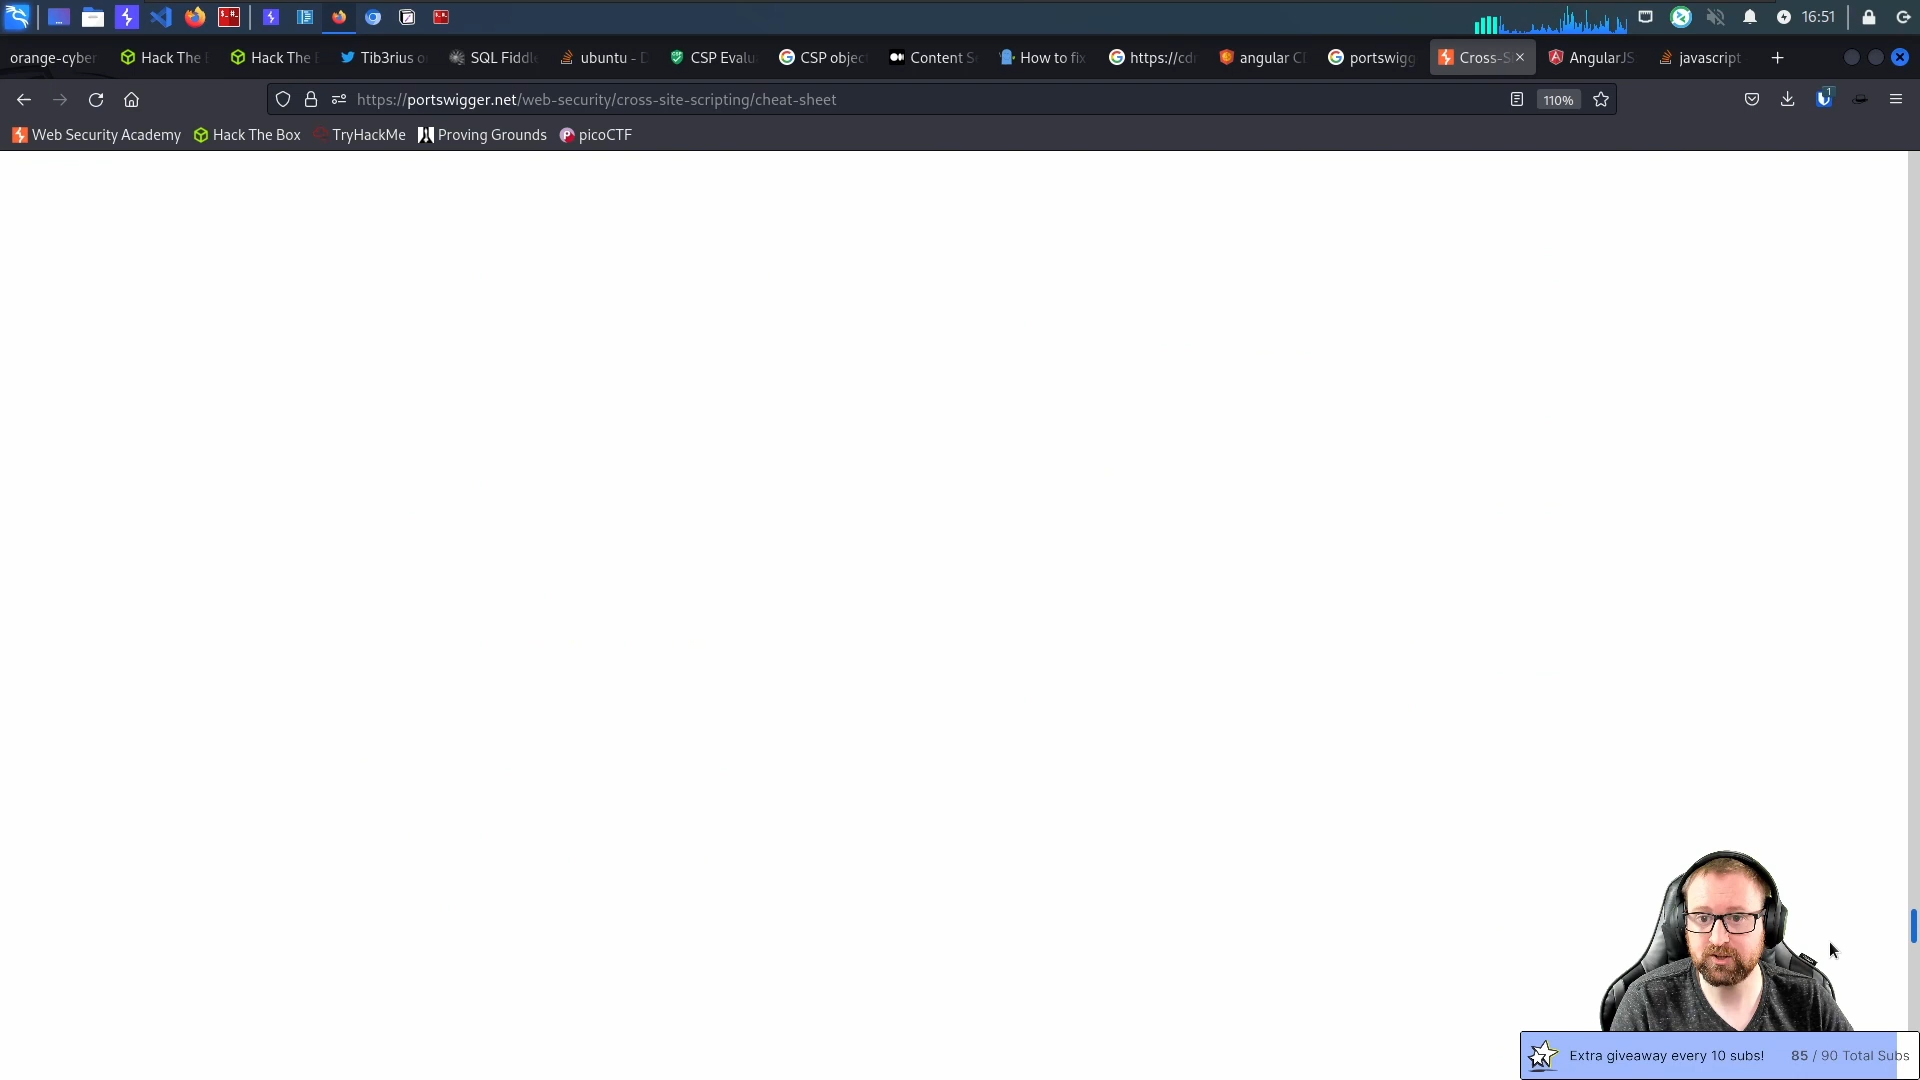 16:51
orange-cyber
Hack The
Hack The
Tib3rius o
SQL Fiddl
ubuntu - D
CSP Evalu
CSP objec
Content S
How to fix
https://cdn
angular CD
portswigg
Cross-Si
AngularJS
javascript
https://portswigger.net/web-security/cross-site-scripting/cheat-sheet
110%
1
Web Security Academy
Hack The Box
TryHackMe
Proving Grounds
picoCTF
Extra giveaway every 10 subs! 85 / 90 Total Subs